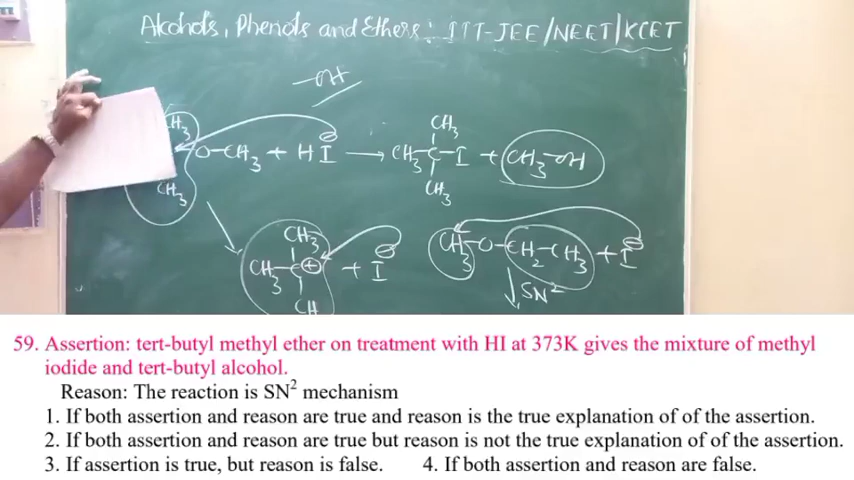 Alcohols, Phenols and Ethers: IIT-JEE/NEET/KCET
-OH
CH3
O-CH3 + HI → CH3-C-I + CH3-OH
CH3
CH3
CH3
CH3
CH3-C+ + I⊖
CH
CH3-O-CH2-CH3 + I⊖
↓SN2
59. Assertion: tert-butyl methyl ether on treatment with HI at 373K gives the mixture of methyl
iodide and tert-butyl alcohol.
Reason: The reaction is SN² mechanism
1. If both assertion and reason are true and reason is the true explanation of of the assertion.
2. If both assertion and reason are true but reason is not the true explanation of of the assertion.
3. If assertion is true, but reason is false. 4. If both assertion and reason are false.